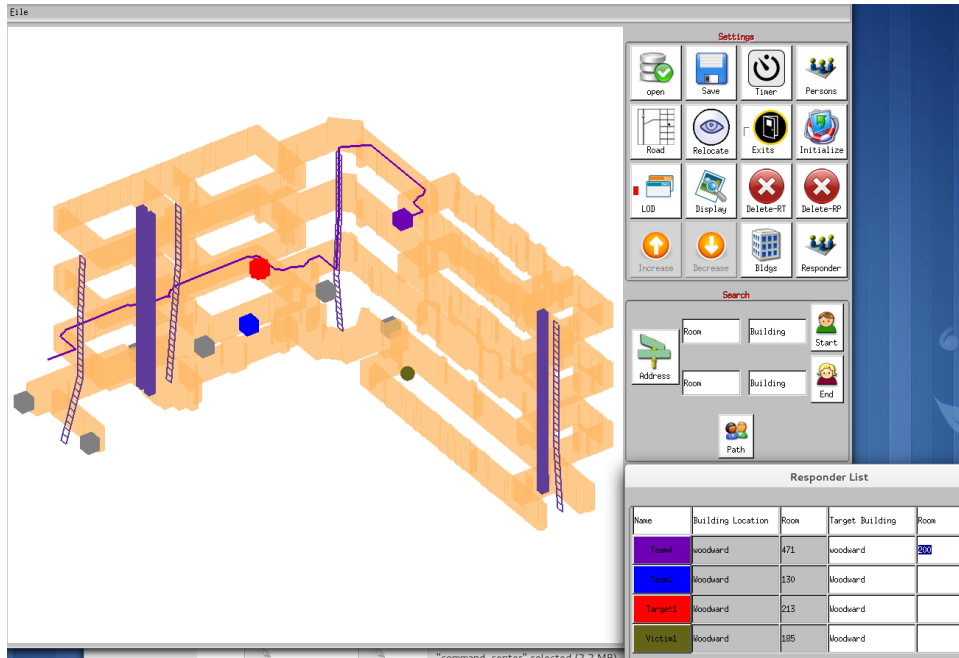 File
Settings
open Save Timer Persons
Road Relocate Exits Initialize
LOD Display Delete-RT Delete-RP
Increase Decrease Bldgs Responder
Search
Room Building
Start
Address
Room Building
End
Path
Responder List
Name Building Location Room Target Building Room
Team4 woodward 471 woodward 200
Team1 Woodward 130 Woodward
Target1 Woodward 213 Woodward
Victim1 Woodward 185 Woodward
"command_center" selected (2.2 MB)